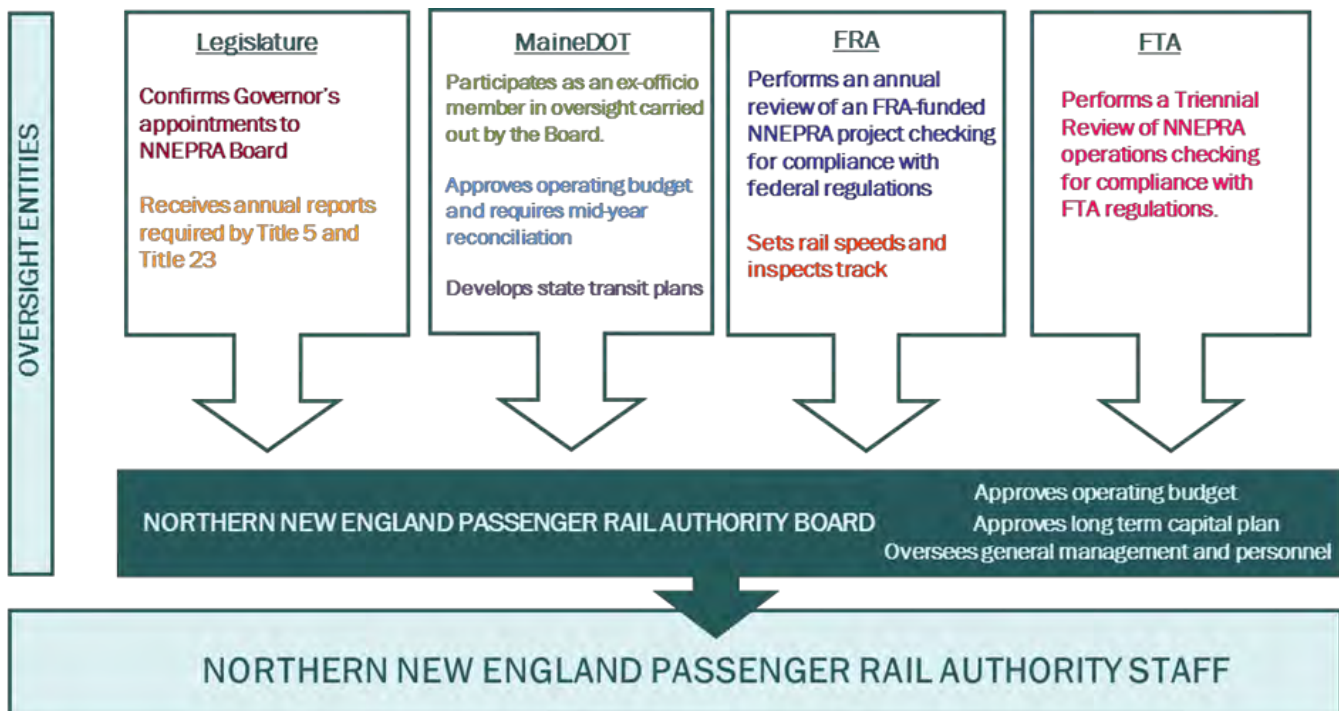 OVERSIGHT ENTITIES
Legislature
Confirms Governor's
appointments to
NNEPRA Board
Receives annual reports
required by Title 5 and
Title 23
MaineDOT
Participates as an ex-officio
member in oversight carried
out by the Board.
Approves operating budget
and requires mid-year
reconciliation
Develops state transit plans
FRA
Performs an annual
review of an FRA-funded
NNEPRA project checking
for compliance with
federal regulations
Sets rail speeds and
inspects track
FTA
Performs a Triennial
Review of NNEPRA
operations checking
for compliance with
FTA regulations.
NORTHERN NEW ENGLAND PASSENGER RAIL AUTHORITY BOARD
Approves operating budget
Approves long term capital plan
Oversees general management and personnel
NORTHERN NEW ENGLAND PASSENGER RAIL AUTHORITY STAFF